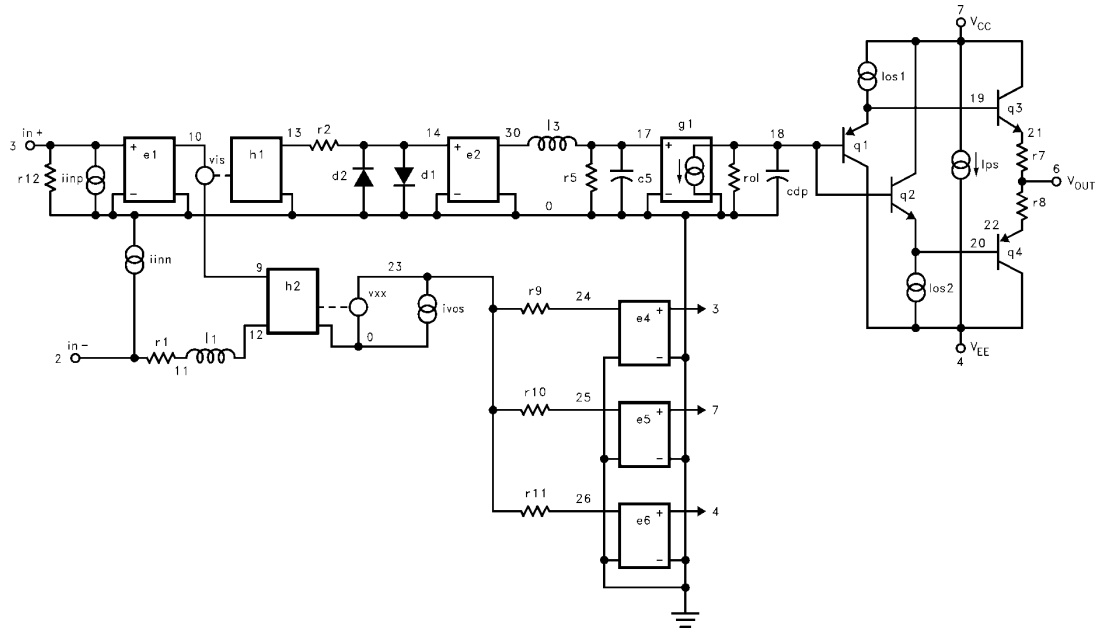 7
VCC
Ios1
19
q3
21
in+
3
10
13
r2
14
30
l3
17
g1
18
q1
r7
6
VOUT
e1
vis
h1
e2
r12
iinp
d2
d1
r5
c5
rol
cdp
Ips
r8
0
q2
22
20
q4
iinn
9
h2
23
vxx
ivos
Ios2
r9
24
e4
3
in-
2
r1
11
l1
12
0
VEE
4
r10
25
e5
7
r11
26
e6
4
+
-
+
-
+
-
+
-
+
-
+
-